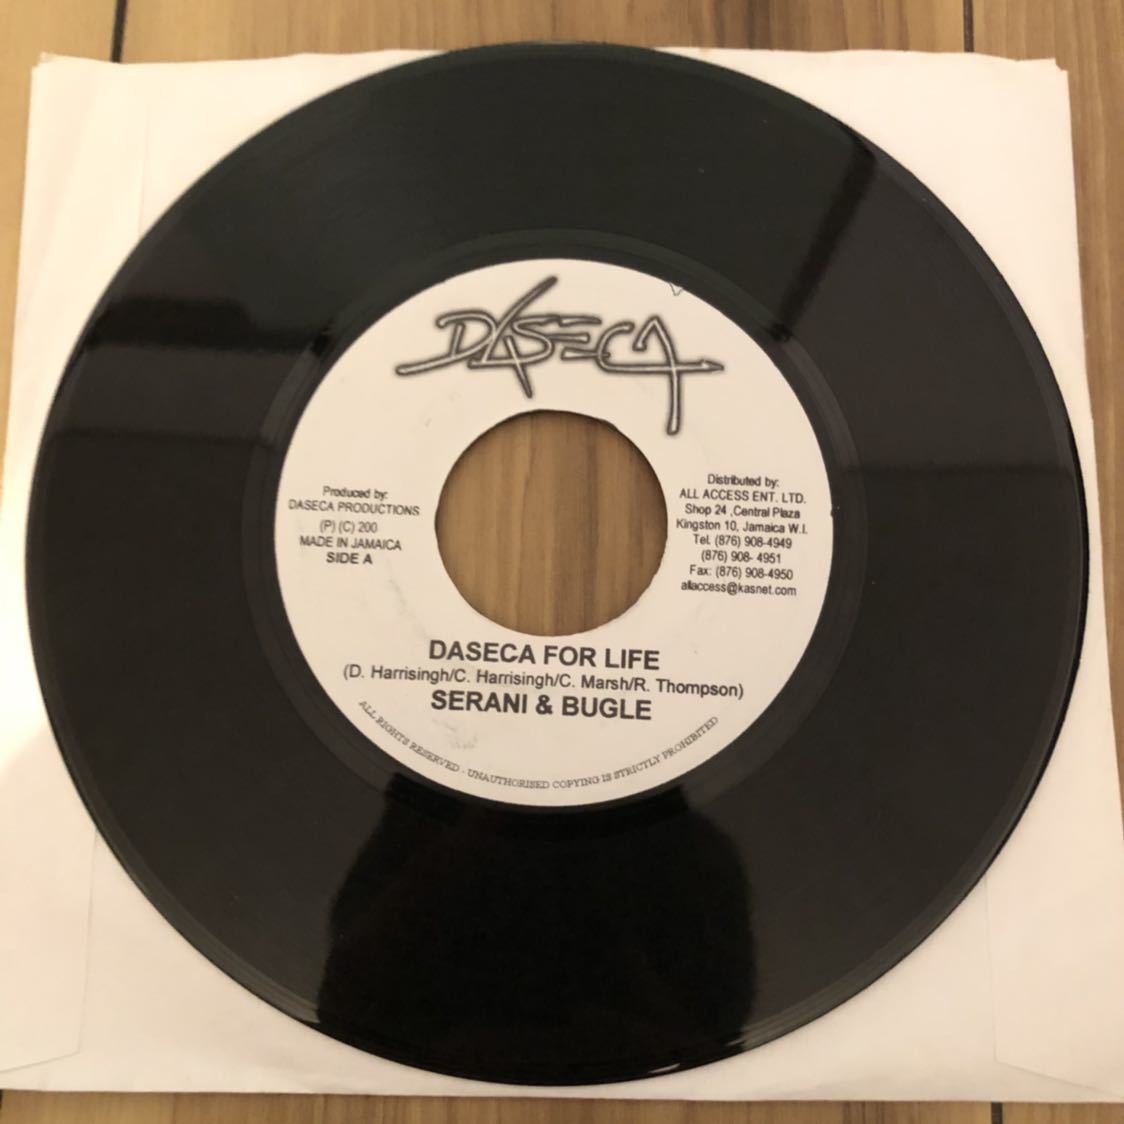 DASECA
Produced by:
DASECA PRODUCTIONS
(P) (C) 200
MADE IN JAMAICA
SIDE A
Distributed by:
ALL ACCESS ENT. LTD.
Shop 24 ,Central Plaza
Kingston 10, Jamaica W.I.
Tel. (876) 908-4949
(876) 908- 4951
Fax: (876) 908-4950
allaccess@kasnet.com
DASECA FOR LIFE
(D. Harrisingh/C. Harrisingh/C. Marsh/R. Thompson)
SERANI & BUGLE
ALL RIGHTS RESERVED - UNAUTHORISED COPYING IS STRICTLY PROHIBITED